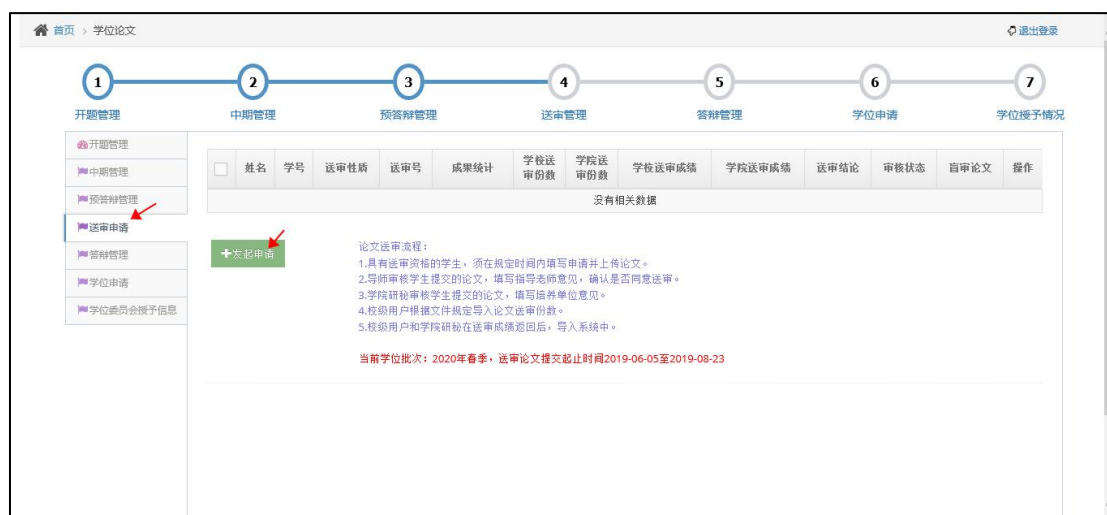 首页 > 学位论文
退出登录
1 2 3 4 5 6 7
开题管理 中期管理 预答辩管理 送审管理 答辩管理 学位申请 学位授予情况
开题管理
中期管理
预答辩管理
送审申请
答辩管理
学位申请
学位委员会授予信息
姓名 学号 送审性质 送审号 成果统计 学校送审份数 学院送审份数 学校送审成绩 学院送审成绩 送审结论 审核状态 盲审论文 操作
没有相关数据
+发起申请
论文送审流程：
1.具有送审资格的学生，须在规定时间内填写申请并上传论文。
2.导师审核学生提交的论文，填写指导老师意见，确认是否同意送审。
3.学院研秘审核学生提交的论文，填写培养单位意见。
4.校级用户根据文件规定导入论文送审份数。
5.校级用户和学院研秘在送审成绩返回后，导入系统中。
当前学位批次：2020年春季，送审论文提交起止时间2019-06-05至2019-08-23